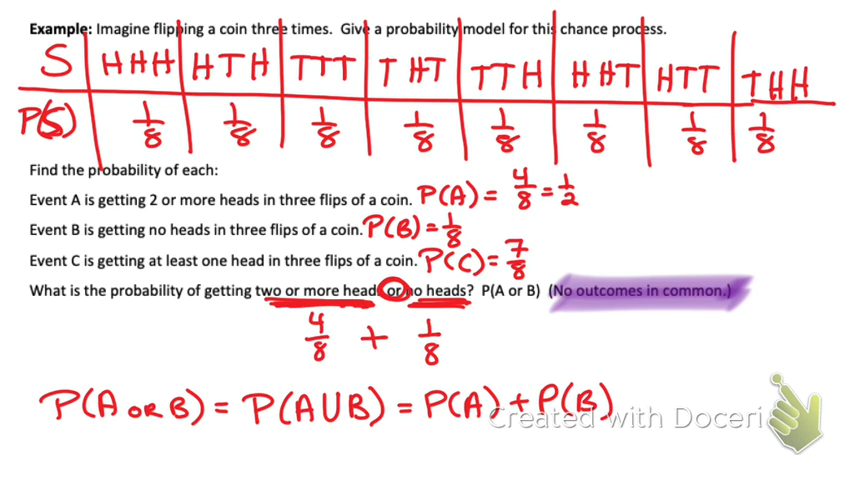 Example: Imagine flipping a coin three times. Give a probability model for this chance process.
S HHH HTH TTT THT TTH HHT HTT THH
P(S) 1/8 1/8 1/8 1/8 1/8 1/8 1/8 1/8
Find the probability of each:
Event A is getting 2 or more heads in three flips of a coin. P(A) = 4/8 = 1/2
Event B is getting no heads in three flips of a coin. P(B) = 1/8
Event C is getting at least one head in three flips of a coin. P(C) = 7/8
What is the probability of getting two or more heads or no heads? P(A or B) (No outcomes in common.)
4/8 + 1/8
P(A OR B) = P(A∪B) = P(A) + P(B)
Created with Doceri